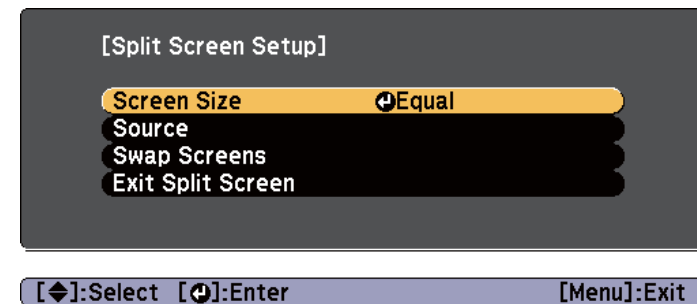 [Split Screen Setup]
Screen Size Equal
Source
Swap Screens
Exit Split Screen
[◆]:Select [↵]:Enter [Menu]:Exit